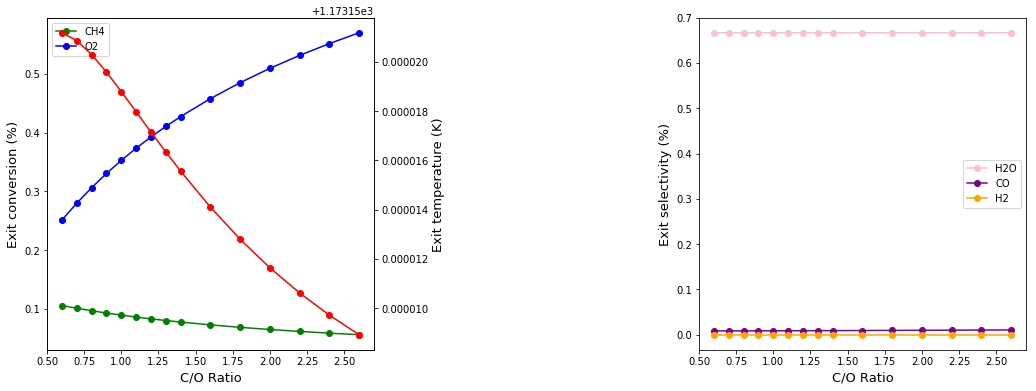 +1.17315e3
CH4
O2
0.5
0.4
0.3
0.2
0.1
Exit conversion (%)
0.000020
0.000018
0.000016
0.000014
0.000012
0.000010
Exit temperature (K)
0.50 0.75 1.00 1.25 1.50 1.75 2.00 2.25 2.50
C/O Ratio
0.7
0.6
0.5
0.4
0.3
0.2
0.1
0.0
Exit selectivity (%)
H2O
CO
H2
0.50 0.75 1.00 1.25 1.50 1.75 2.00 2.25 2.50
C/O Ratio